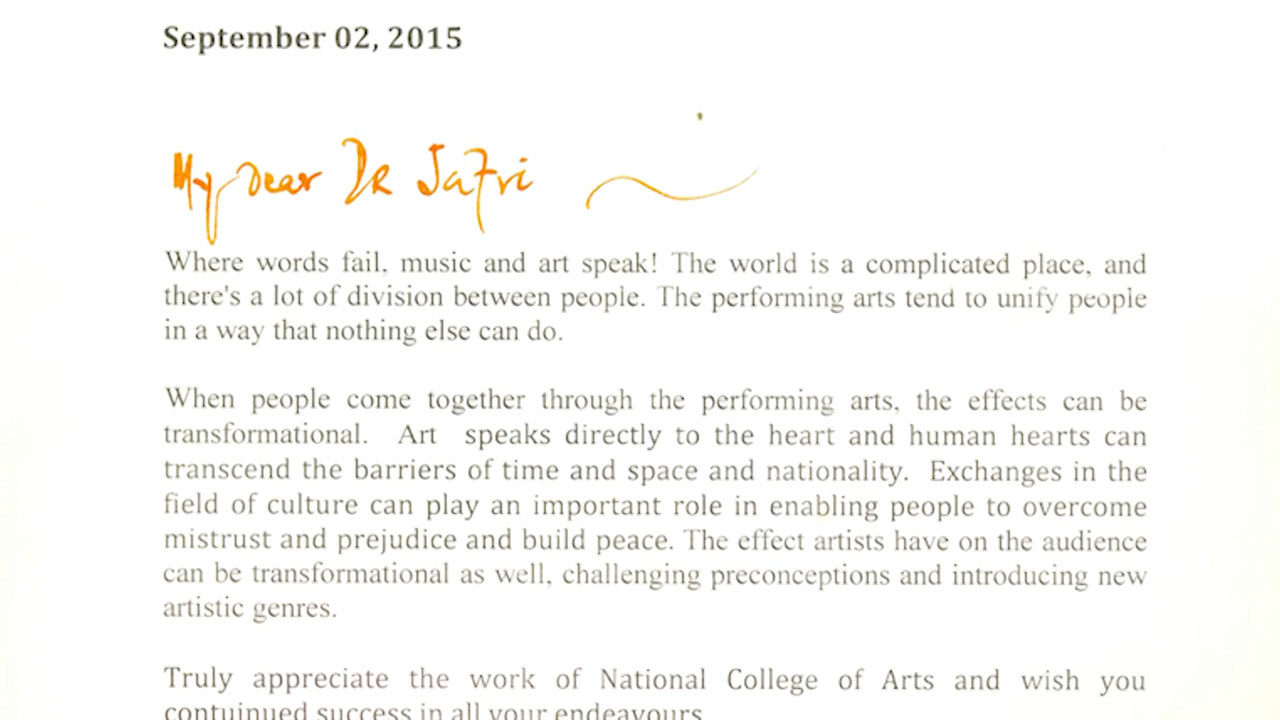 September 02, 2015
My Dear Dr Jafri
Where words fail, music and art speak! The world is a complicated place, and
there's a lot of division between people. The performing arts tend to unify people
in a way that nothing else can do.
When people come together through the performing arts, the effects can be
transformational. Art speaks directly to the heart and human hearts can
transcend the barriers of time and space and nationality. Exchanges in the
field of culture can play an important role in enabling people to overcome
mistrust and prejudice and build peace. The effect artists have on the audience
can be transformational as well, challenging preconceptions and introducing new
artistic genres.
Truly appreciate the work of National College of Arts and wish you
contuinued success in all your endeavours